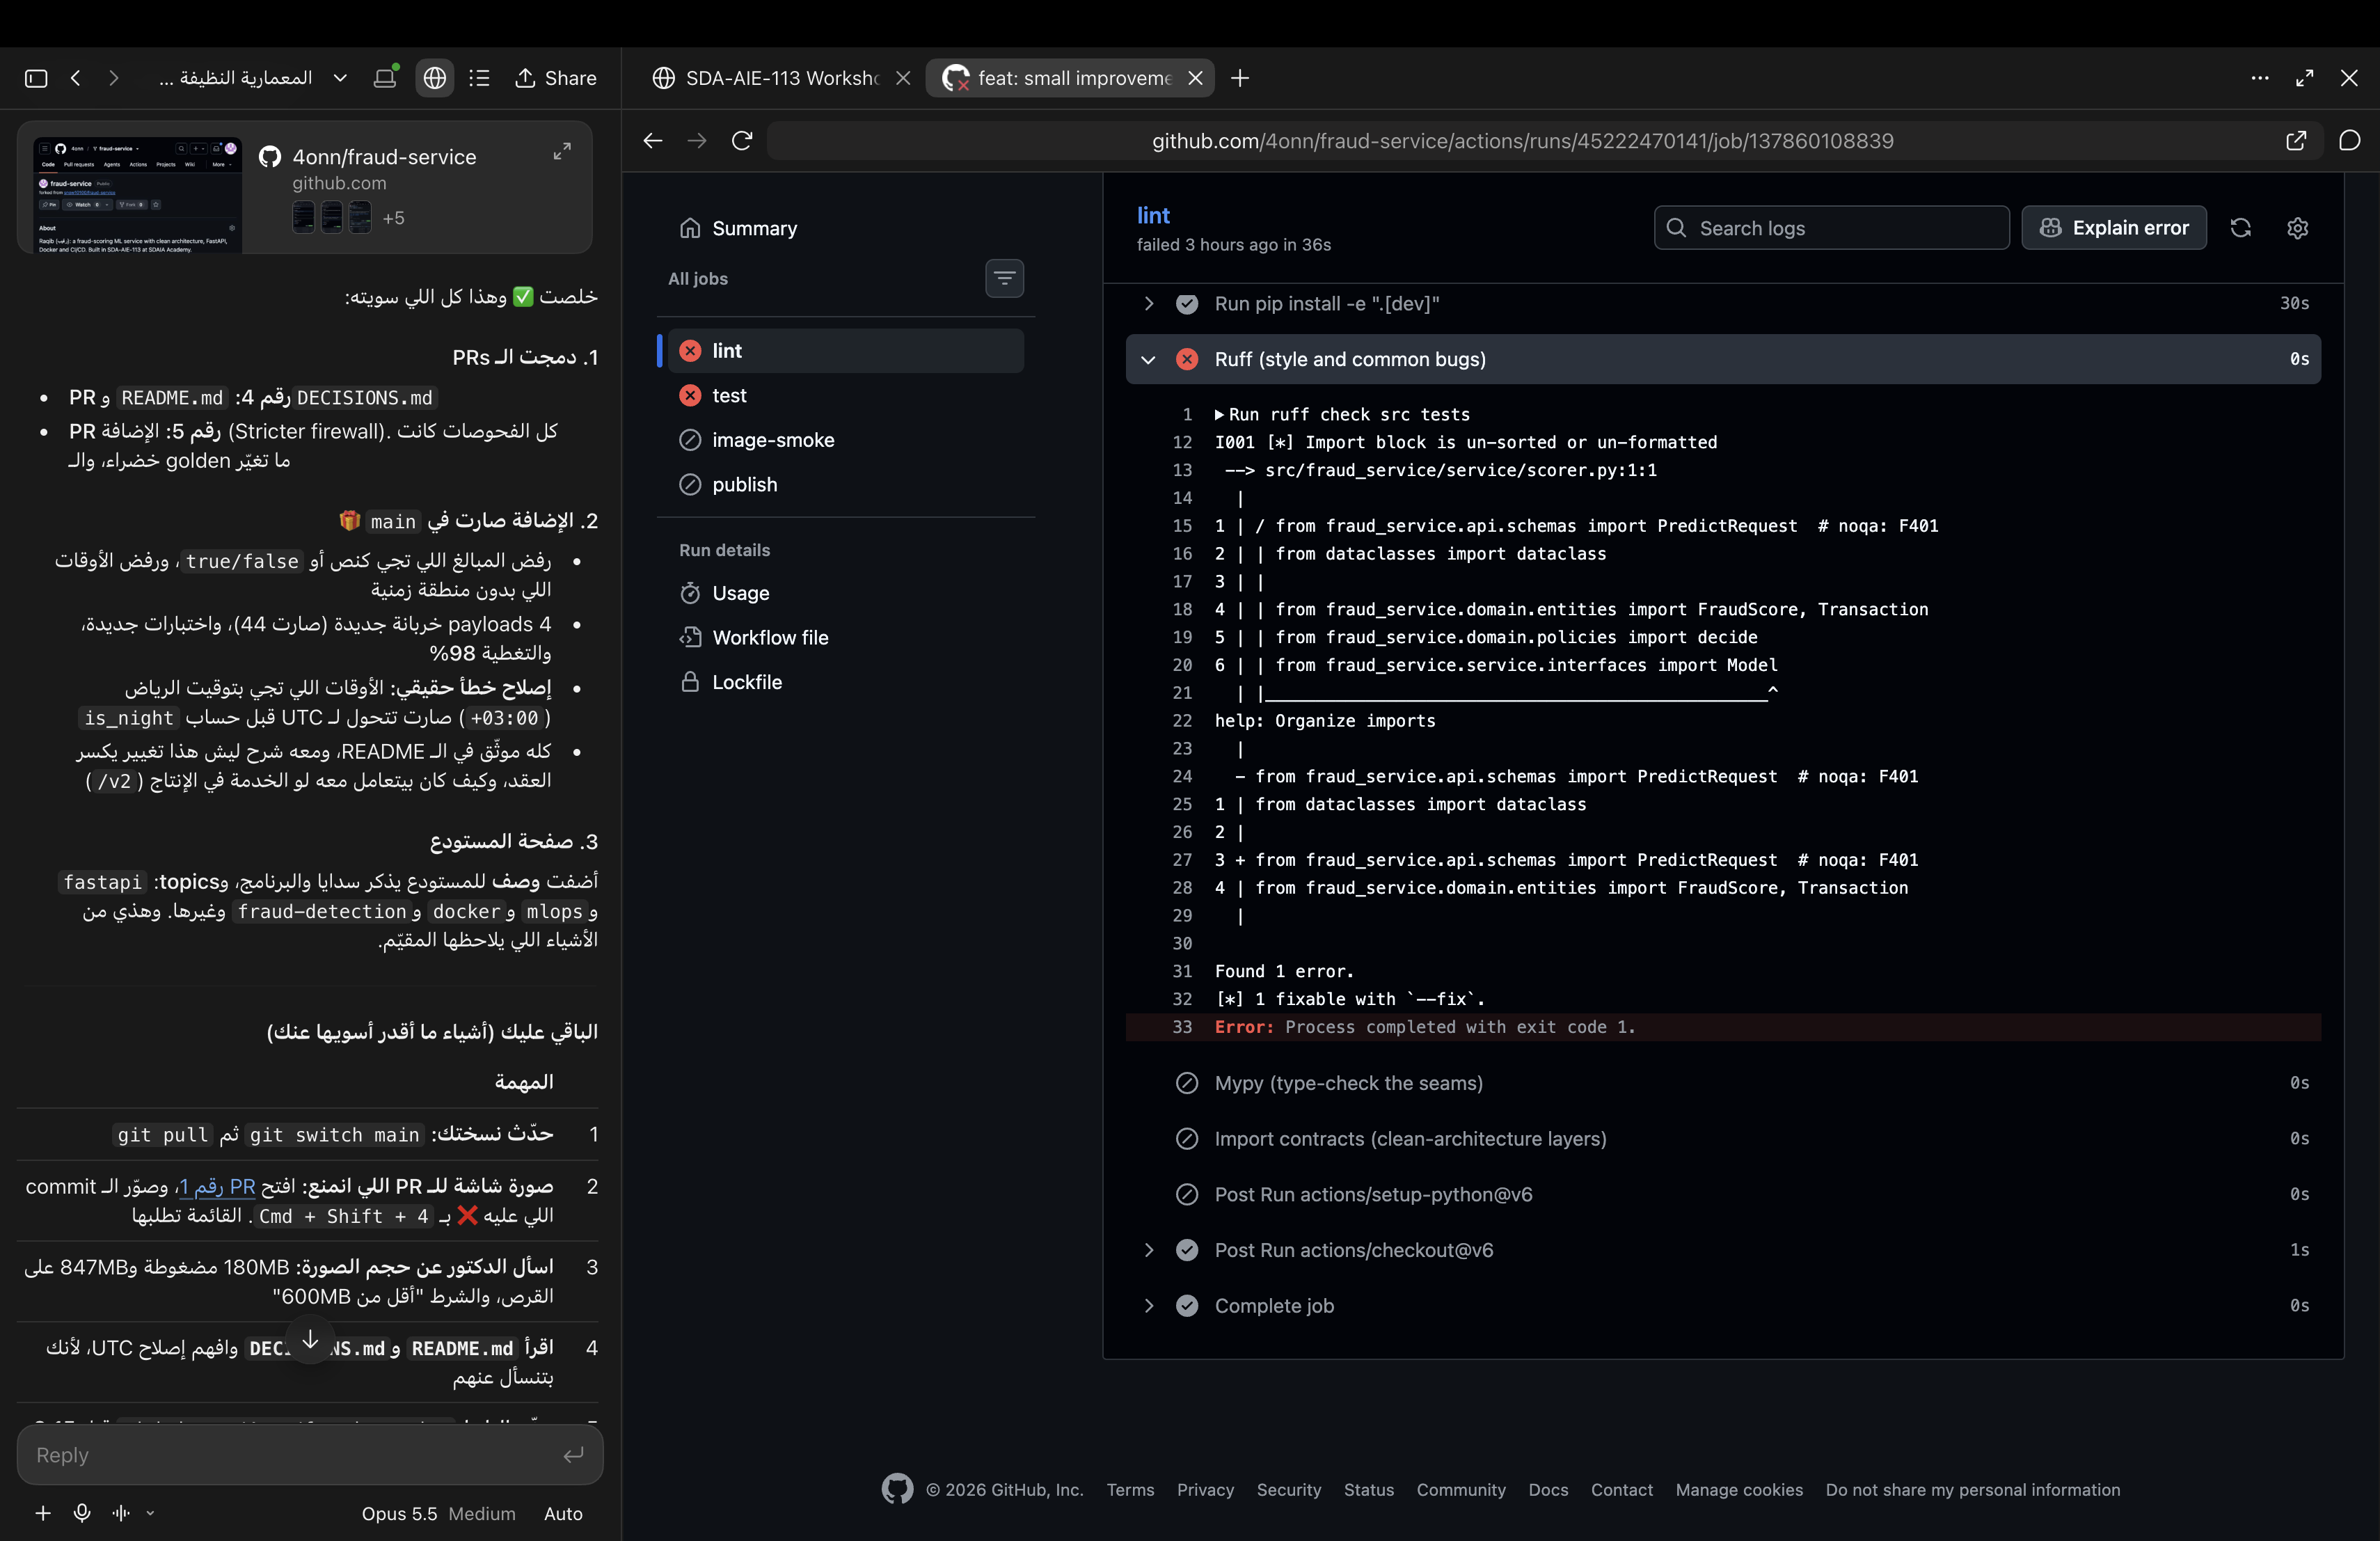 المعمارية النظيفة ...
Share
SDA-AIE-113 Worksho
feat: small improveme
github.com/4onn/fraud-service/actions/runs/45222470141/job/137860108839
4onn/fraud-service
github.com
+5
خلصت ✅ وهذا كل اللي سويته:
1. دمجت الـ PRs
PR رقم 4: README.md و DECISIONS.md
PR رقم 5: الإضافة (Stricter firewall). كل الفحوصات كانت
خضراء، والـ golden ما تغيّر
2. الإضافة صارت في main 🎁
رفض المبالغ اللي تجي كنص أو true/false، ورفض الأوقات
اللي بدون منطقة زمنية
4 payloads خربانة جديدة (صارت 44)، واختبارات جديدة،
والتغطية 98%
إصلاح خطأ حقيقي: الأوقات اللي تجي بتوقيت الرياض
(+03:00) صارت تتحول لـ UTC قبل حساب is_night
كله موثّق في الـ README، ومعه شرح ليش هذا تغيير يكسر
العقد، وكيف كان بيتعامل معه لو الخدمة في الإنتاج (/v2)
3. صفحة المستودع
أضفت وصف للمستودع يذكر سدايا والبرنامج، وtopics: fastapi
وmlops وdocker وfraud-detection وغيرها. وهذي من
الأشياء اللي يلاحظها المقيّم.
الباقي عليك (أشياء ما أقدر أسويها عنك)
المهمة
1 حدّث نسختك: git switch main ثم git pull
2 صورة شاشة للـ PR اللي انمنع: افتح PR رقم 1، وصوّر الـ commit
اللي عليه ❌ بـ Cmd + Shift + 4. القائمة تطلبها
3 اسأل الدكتور عن حجم الصورة: 180MB مضغوطة و847MB على
القرص، والشرط "أقل من 600MB"
4 اقرأ README.md و DEC NS.md وافهم إصلاح UTC، لأنك
بتنسأل عنهم
Reply
Opus 5.5 Medium Auto
Summary
All jobs
lint
test
image-smoke
publish
Run details
Usage
Workflow file
Lockfile
lint
failed 3 hours ago in 36s
Search logs
Explain error
Run pip install -e ".[dev]" 30s
Ruff (style and common bugs) 0s
1 ▶Run ruff check src tests
12 I001 [*] Import block is un-sorted or un-formatted
13 --> src/fraud_service/service/scorer.py:1:1
14 |
15 1 | / from fraud_service.api.schemas import PredictRequest # noqa: F401
16 2 | | from dataclasses import dataclass
17 3 | |
18 4 | | from fraud_service.domain.entities import FraudScore, Transaction
19 5 | | from fraud_service.domain.policies import decide
20 6 | | from fraud_service.service.interfaces import Model
21 | |__________________________________________________^
22 help: Organize imports
23 |
24 - from fraud_service.api.schemas import PredictRequest # noqa: F401
25 1 | from dataclasses import dataclass
26 2 |
27 3 + from fraud_service.api.schemas import PredictRequest # noqa: F401
28 4 | from fraud_service.domain.entities import FraudScore, Transaction
29 |
30
31 Found 1 error.
32 [*] 1 fixable with `--fix`.
33 Error: Process completed with exit code 1.
Mypy (type-check the seams) 0s
Import contracts (clean-architecture layers) 0s
Post Run actions/setup-python@v6 0s
Post Run actions/checkout@v6 1s
Complete job 0s
© 2026 GitHub, Inc. Terms Privacy Security Status Community Docs Contact Manage cookies Do not share my personal information